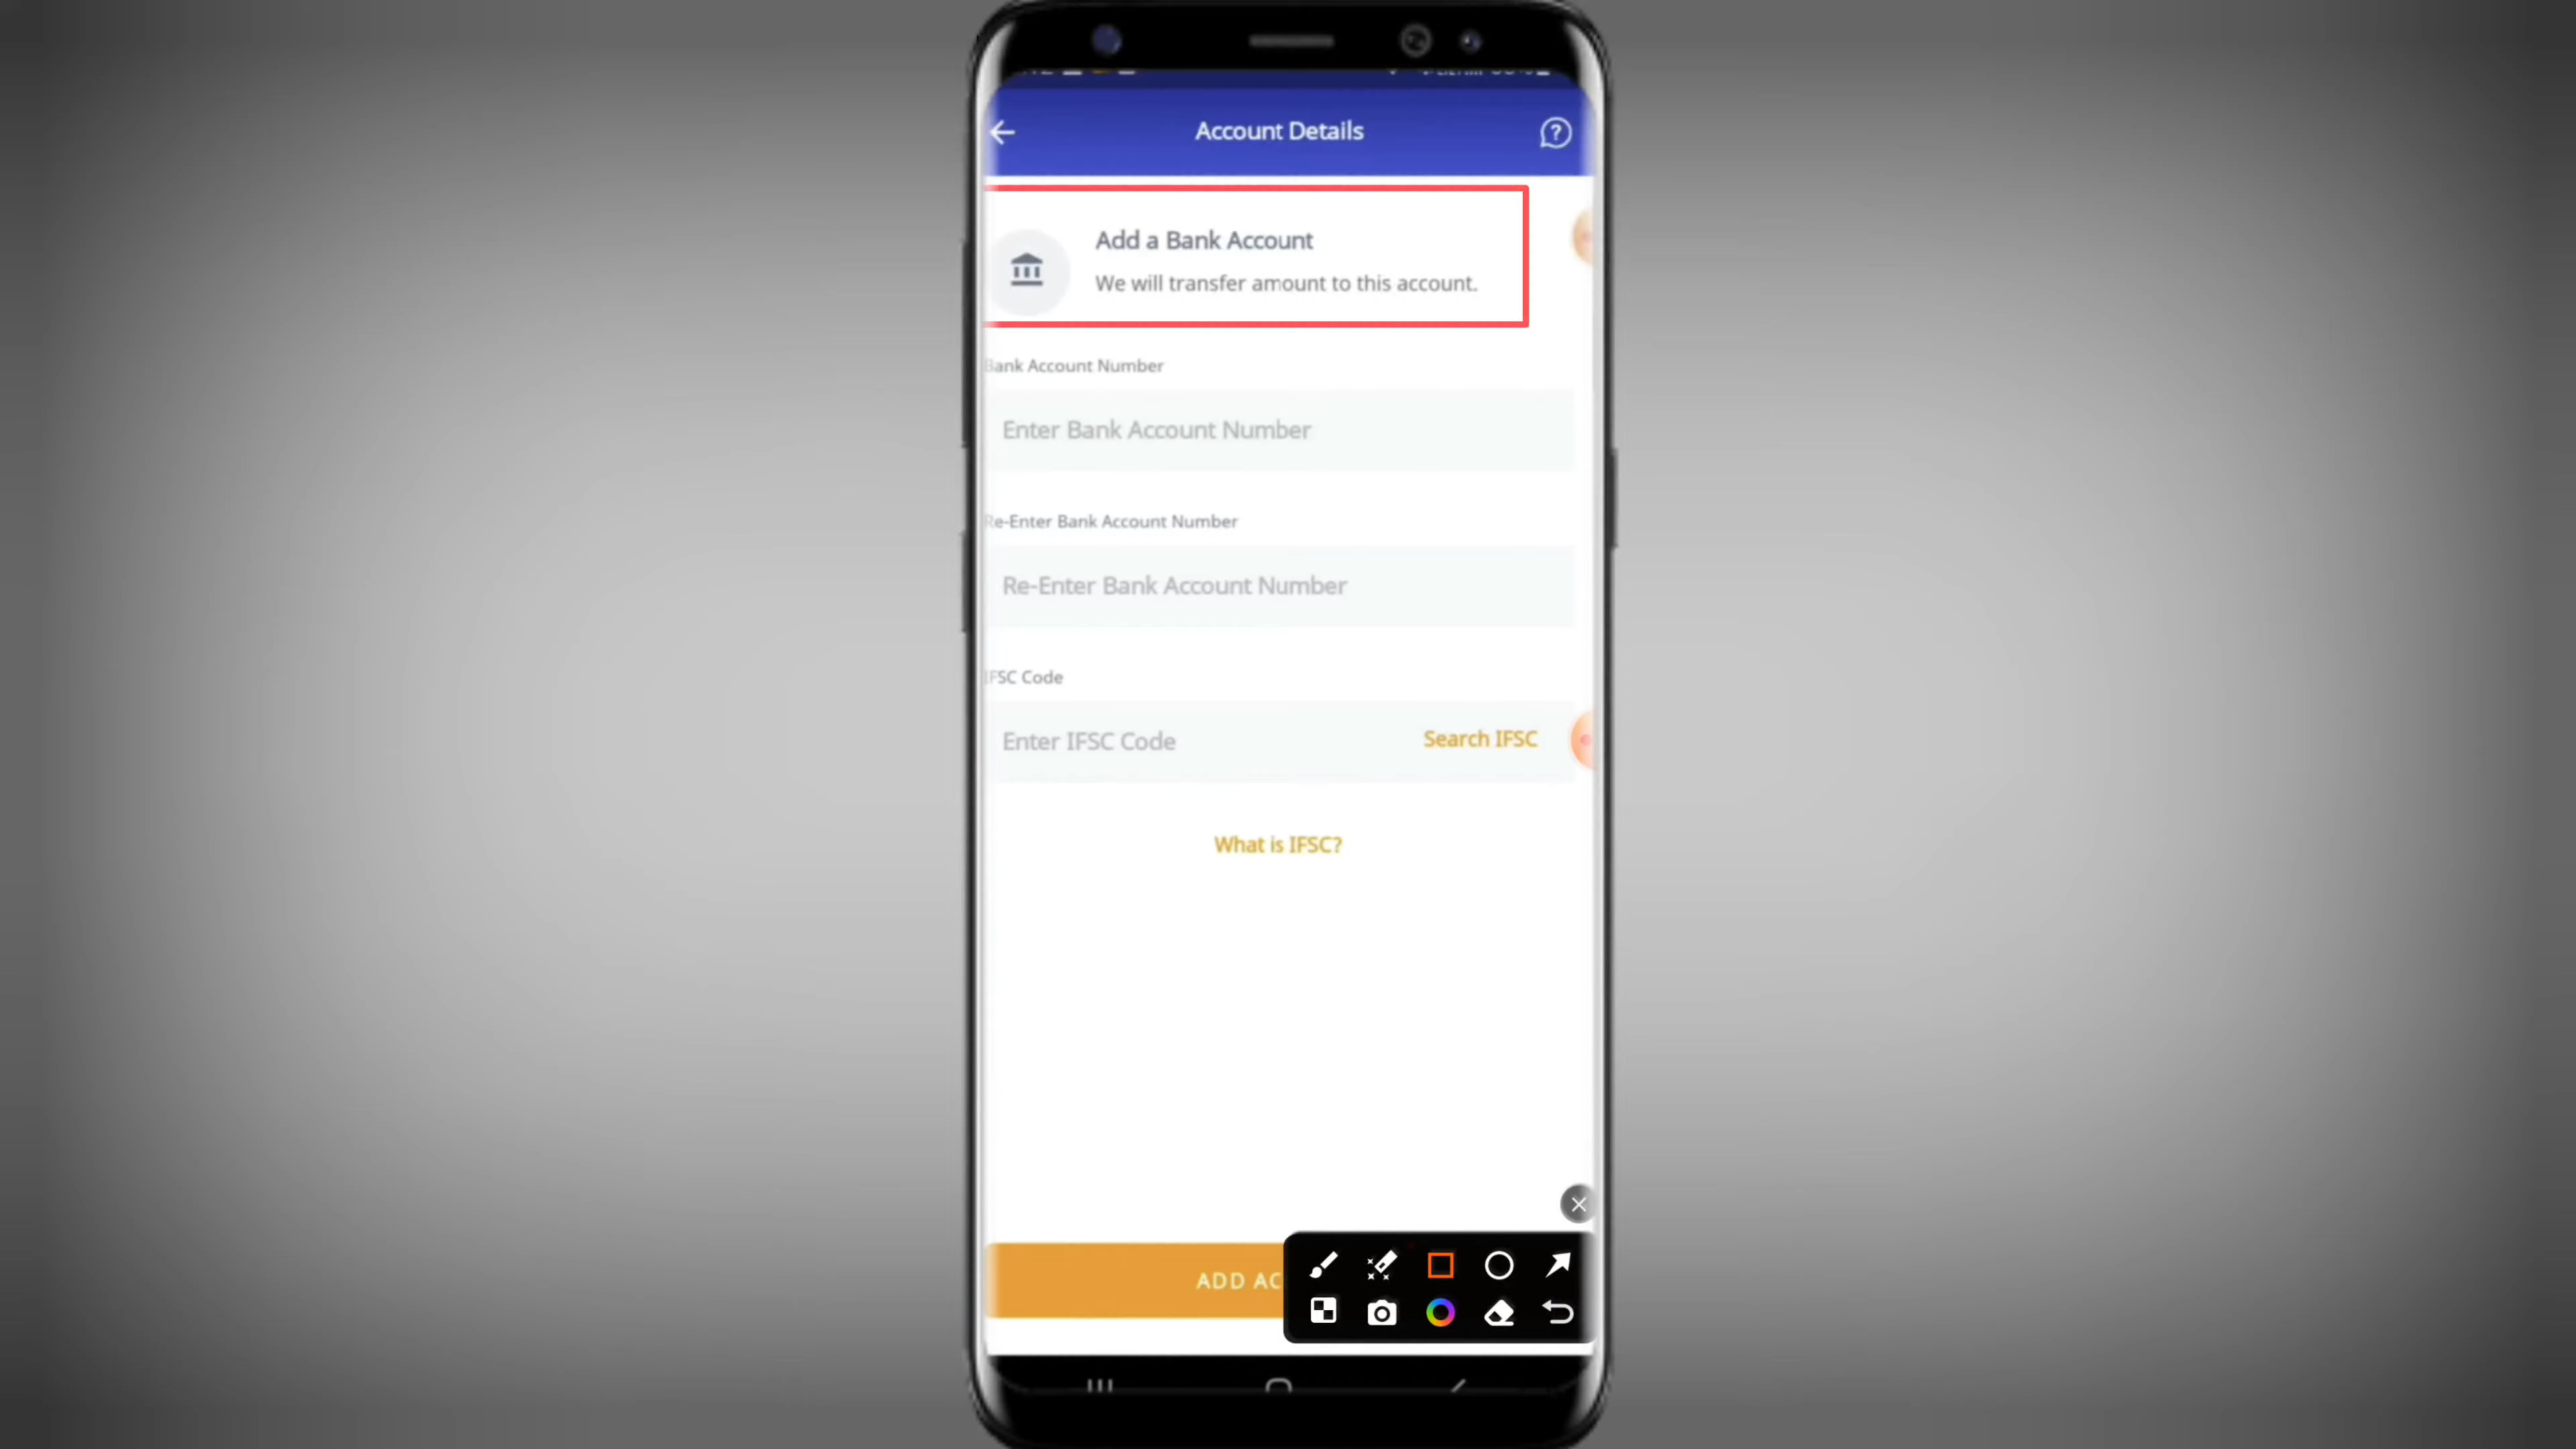 Account Details
Add a Bank Account
We will transfer amount to this account.
Bank Account Number
Enter Bank Account Number
Re-Enter Bank Account Number
Re-Enter Bank Account Number
IFSC Code
Enter IFSC Code
Search IFSC
What is IFSC?
ADD AC